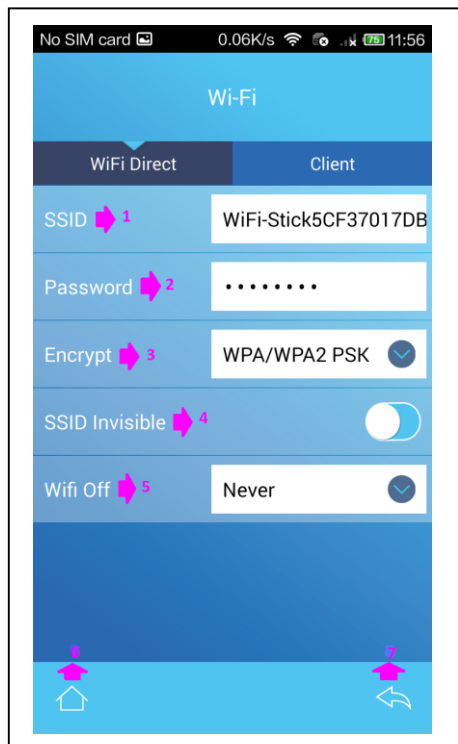 No SIM card 0.06K/s 75 11:56
Wi-Fi
WiFi Direct Client
SSID 1 WiFi-Stick5CF37017DB
Password 2 ••••••••
Encrypt 3 WPA/WPA2 PSK
SSID Invisible 4
Wifi Off 5 Never
6 7